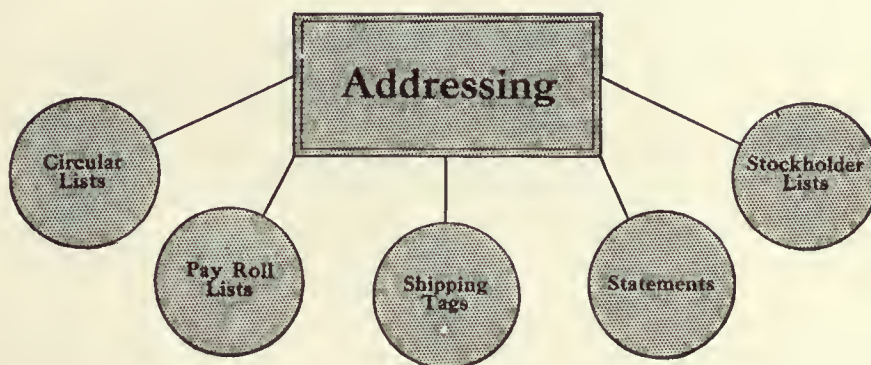 Addressing
Circular
Lists
Pay Roll
Lists
Shipping
Tags
Statements
Stockholder
Lists